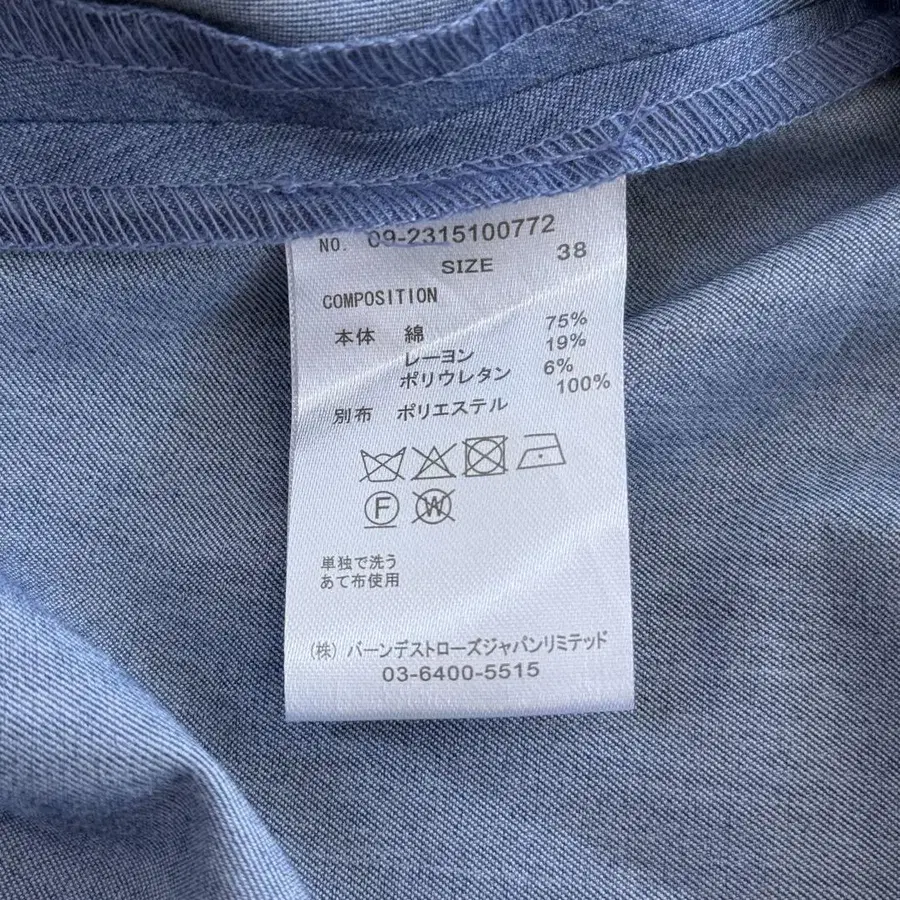 NO. 09-2315100772
SIZE 38
COMPOSITION
本体 綿 75%
レーヨン 19%
ポリウレタン 6%
別布 ポリエステル 100%
F W
単独で洗う
あて布使用
(株) バーンデストローズジャパンリミテッド
03-6400-5515